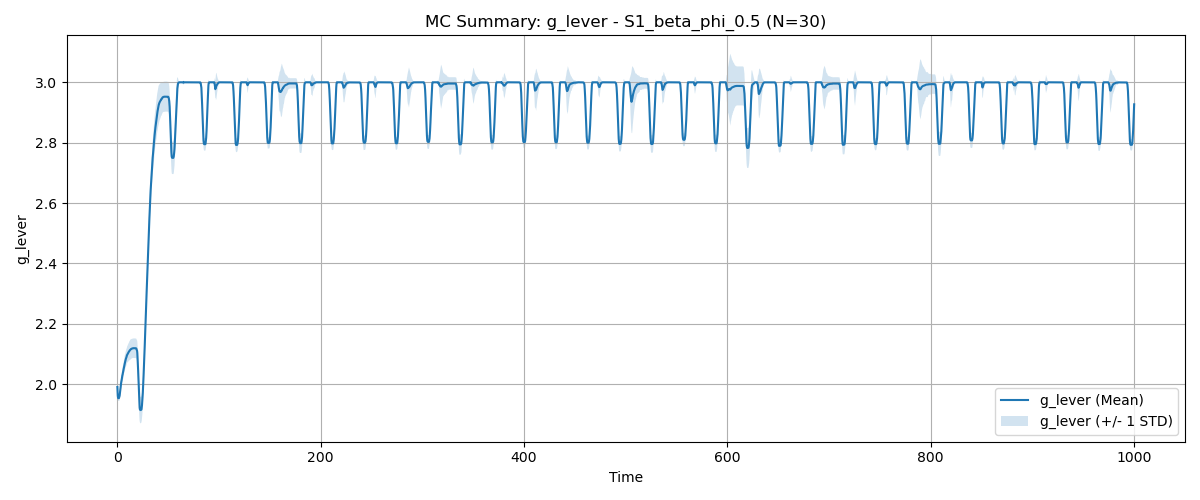 MC Summary: g_lever - S1_beta_phi_0.5 (N=30)
g_lever
3.0
2.8
2.6
2.4
2.2
2.0
0 200 400 600 800 1000
Time
g_lever (Mean)
g_lever (+/- 1 STD)